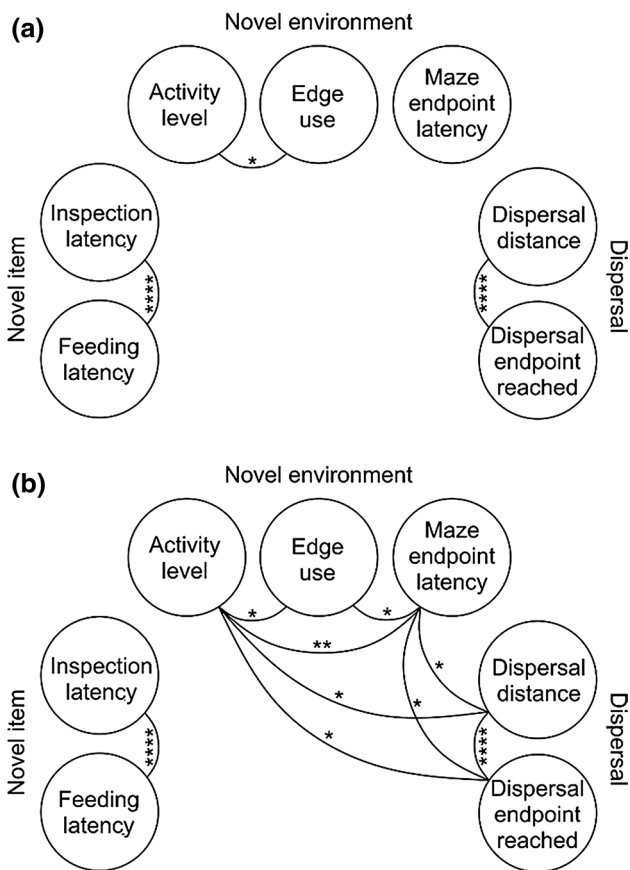 (a)
Novel environment
Activity
level
Edge
use
Maze
endpoint
latency
*
Inspection
latency
Feeding
latency
****
Novel item
Dispersal
distance
Dispersal
endpoint
reached
****
Dispersal
(b)
Novel environment
Activity
level
Edge
use
Maze
endpoint
latency
*
*
**
*
*
*
*
Inspection
latency
Feeding
latency
****
Novel item
Dispersal
distance
Dispersal
endpoint
reached
****
Dispersal